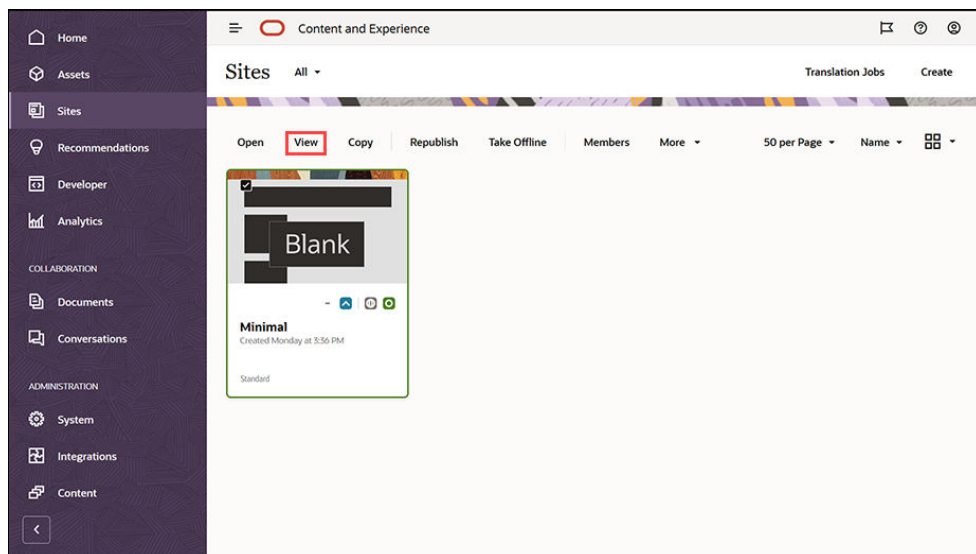 Home
Assets
Sites
Recommendations
Developer
Analytics
COLLABORATION
Documents
Conversations
ADMINISTRATION
System
Integrations
Content
Content and Experience
Sites All Translation Jobs Create
Open View Copy Republish Take Offline Members More 50 per Page Name
Blank
Minimal
Created Monday at 3:36 PM
Standard